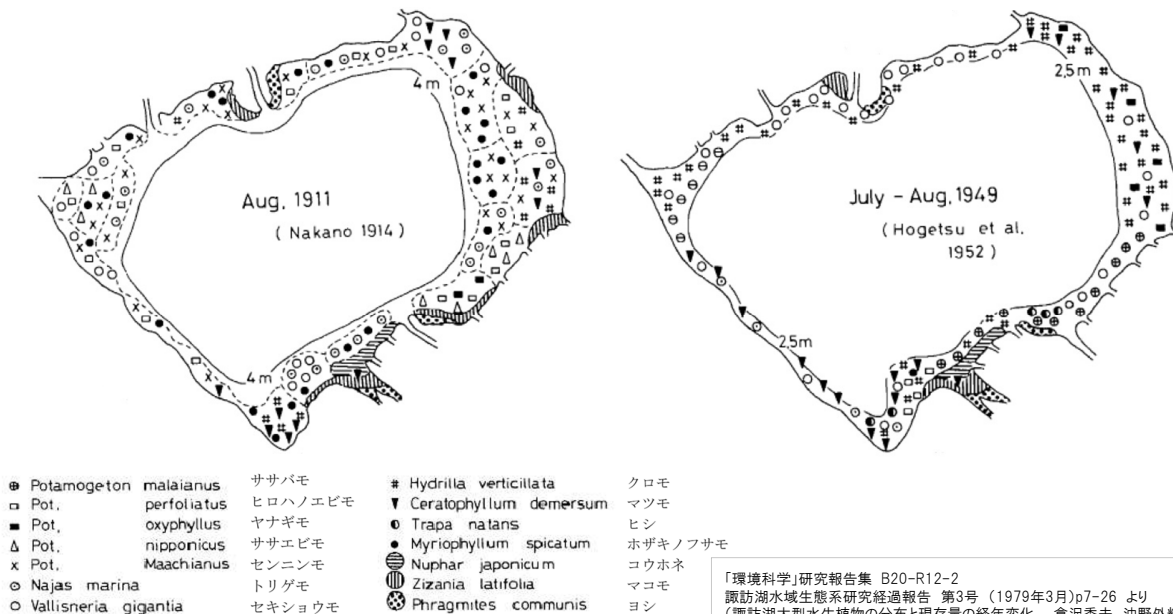 4 m
Aug, 1911
( Nakano 1914 )
4 m
2,5m
July - Aug, 1949
( Hogetsu et al,
1952 )
2,5m
Potamogeton malaianus ササバモ
Pot, perfoliatus ヒロハノエビモ
Pot, oxyphyllus ヤナギモ
Pot, nipponicus ササエビモ
Pot, Maachianus センニンモ
Najas marina トリゲモ
Vallisneria gigantia セキショウモ
Hydrilla verticillata クロモ
Ceratophyllum demersum マツモ
Trapa natans ヒシ
Myriophyllum spicatum ホザキノフサモ
Nuphar japonicum コウホネ
Zizania latifolia マコモ
Phragmites communis ヨシ
「環境科学」研究報告集 B20-R12-2
諏訪湖水域生態系研究経過報告 第3号 (1979年3月)p7-26 より